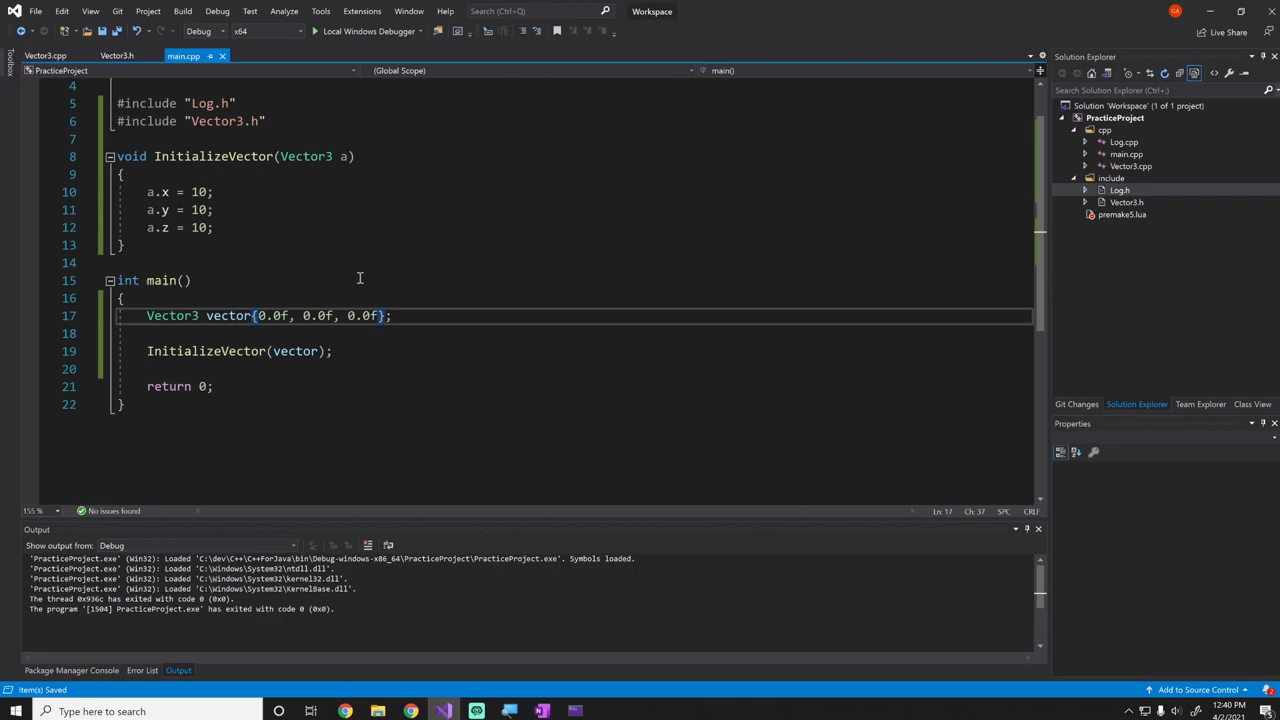 File Edit View Git Project Build Debug Test Analyze Tools Extensions Window Help Search (Ctrl+Q) Workspace GA
Debug x64 Local Windows Debugger Live Share
Toolbox
Vector3.cpp Vector3.h main.cpp
PracticeProject (Global Scope) main()
4
5 #include "Log.h"
6 #include "Vector3.h"
7
8 void InitializeVector(Vector3 a)
9 {
10 a.x = 10;
11 a.y = 10;
12 a.z = 10;
13 }
14
15 int main()
16 {
17 Vector3 vector{0.0f, 0.0f, 0.0f};
18
19 InitializeVector(vector);
20
21 return 0;
22 }
155 % No issues found Ln: 17 Ch: 37 SPC CRLF
Output
Show output from: Debug
'PracticeProject.exe' (Win32): Loaded 'C:\dev\C++\C++ForJava\bin\Debug-windows-x86_64\PracticeProject\PracticeProject.exe'. Symbols loaded.
'PracticeProject.exe' (Win32): Loaded 'C:\Windows\System32\ntdll.dll'.
'PracticeProject.exe' (Win32): Loaded 'C:\Windows\System32\kernel32.dll'.
'PracticeProject.exe' (Win32): Loaded 'C:\Windows\System32\KernelBase.dll'.
The thread 0x936c has exited with code 0 (0x0).
The program '[1504] PracticeProject.exe' has exited with code 0 (0x0).
Package Manager Console Error List Output
Solution Explorer
Search Solution Explorer (Ctrl+;)
Solution 'Workspace' (1 of 1 project)
PracticeProject
cpp
Log.cpp
main.cpp
Vector3.cpp
include
Log.h
Vector3.h
premake5.lua
Git Changes Solution Explorer Team Explorer Class View
Properties
Item(s) Saved Add to Source Control 2
Type here to search 12:40 PM
4/2/2021